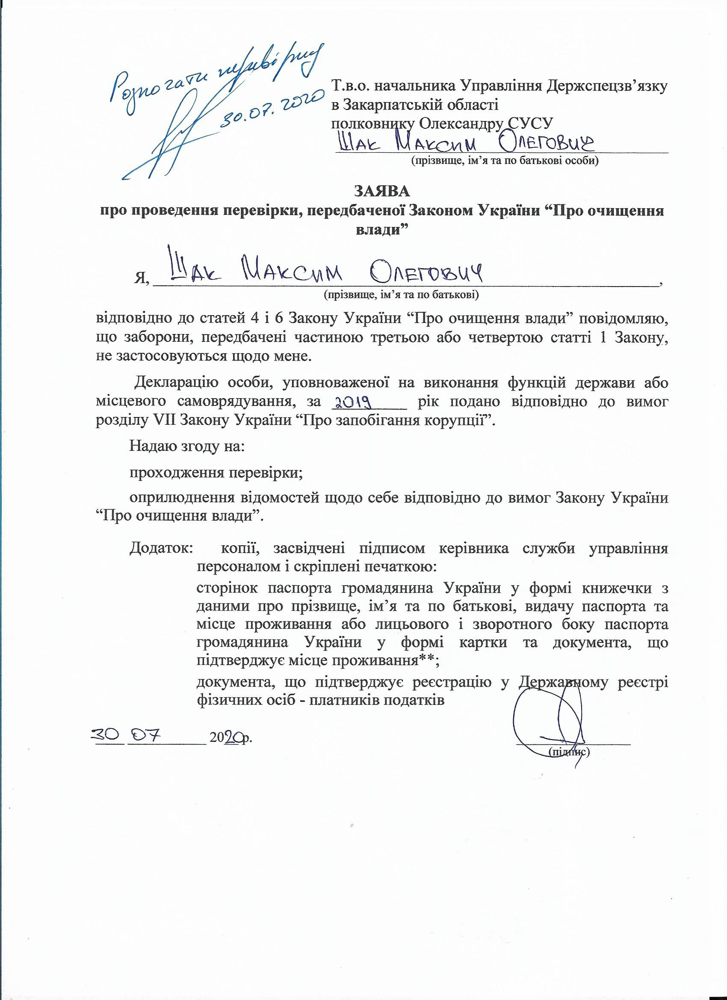 Розпочати перевірку
30.07.2020
Т.в.о. начальника Управління Держспецзв’язку
в Закарпатській області
полковнику Олександру СУСУ
Шак Максим Олегович
(прізвище, ім’я та по батькові особи)
ЗАЯВА
про проведення перевірки, передбаченої Законом України “Про очищення
влади”
Я, Шак Максим Олегович,
(прізвище, ім’я та по батькові)
відповідно до статей 4 і 6 Закону України “Про очищення влади” повідомляю,
що заборони, передбачені частиною третьою або четвертою статті 1 Закону,
не застосовуються щодо мене.
Декларацію особи, уповноваженої на виконання функцій держави або
місцевого самоврядування, за 2019 рік подано відповідно до вимог
розділу VII Закону України “Про запобігання корупції”.
Надаю згоду на:
проходження перевірки;
оприлюднення відомостей щодо себе відповідно до вимог Закону України
“Про очищення влади”.
Додаток: копії, засвідчені підписом керівника служби управління
персоналом і скріплені печаткою:
сторінок паспорта громадянина України у формі книжечки з
даними про прізвище, ім’я та по батькові, видачу паспорта та
місце проживання або лицьового і зворотного боку паспорта
громадянина України у формі картки та документа, що
підтверджує місце проживання**;
документа, що підтверджує реєстрацію у Державному реєстрі
фізичних осіб - платників податків
30 07 2020р.
(підпис)